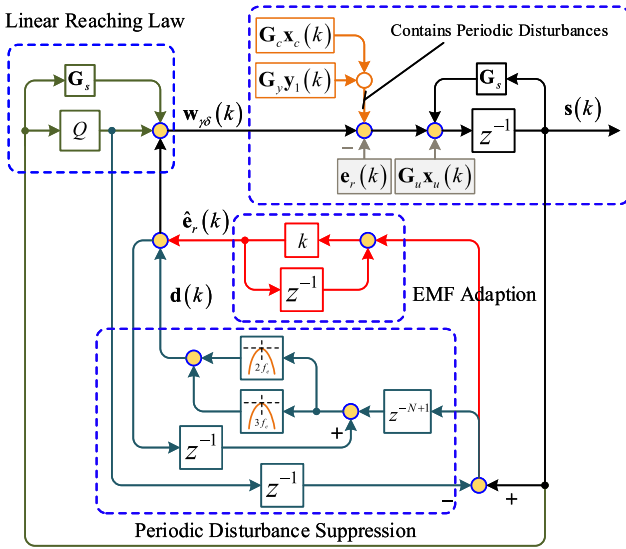 Linear Reaching Law
G_c x_c(k)
Contains Periodic Disturbances
G_s
G_y y_1(k)
G_s
w_γδ(k)
s(k)
Q
z^{-1}
−
e_r(k)
G_u x_u(k)
ê_r(k)
k
d(k)
z^{-1}
EMF Adaption
2f_e
3f_e
z^{-N+1}
+
z^{-1}
z^{-1}
−
+
Periodic Disturbance Suppression